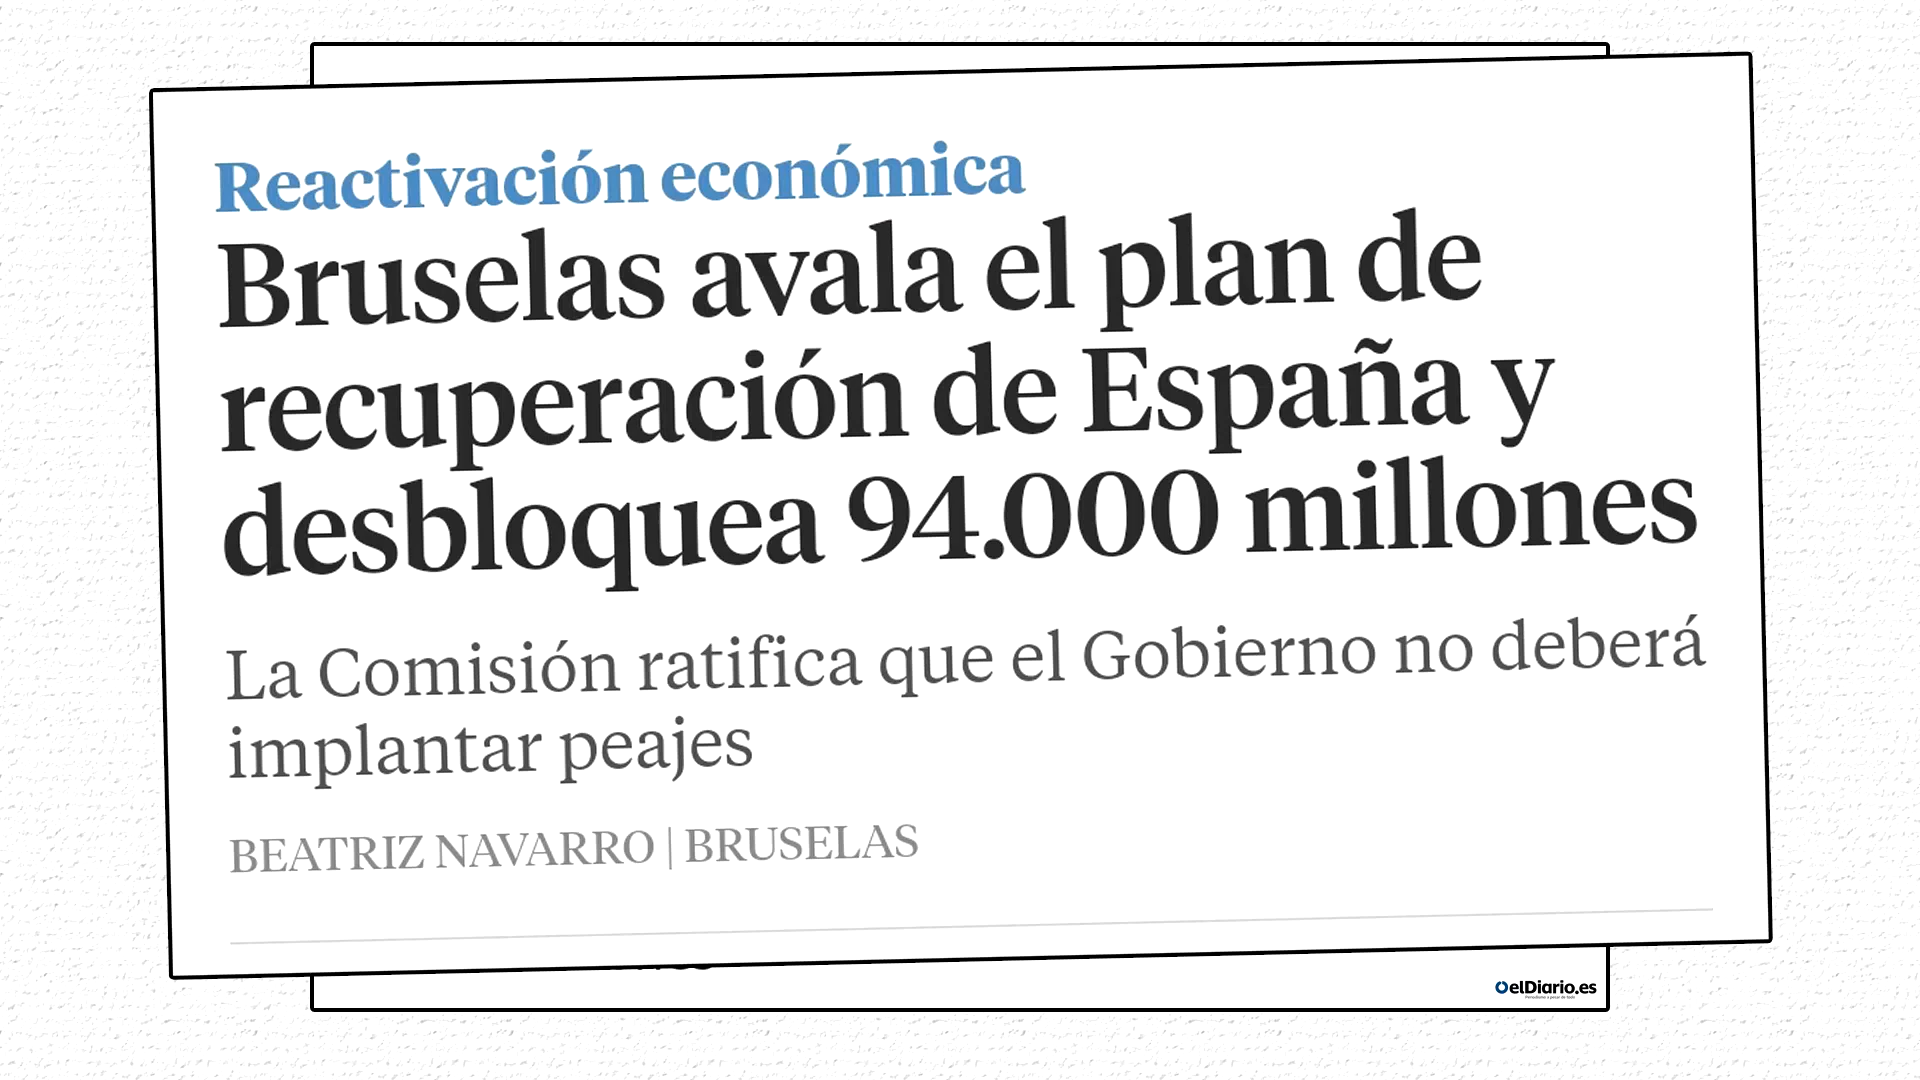 Reactivación económica
Bruselas avala el plan de
recuperación de España y
desbloquea 94.000 millones
La Comisión ratifica que el Gobierno no deberá
implantar peajes
BEATRIZ NAVARRO | BRUSELAS
elDiario.es